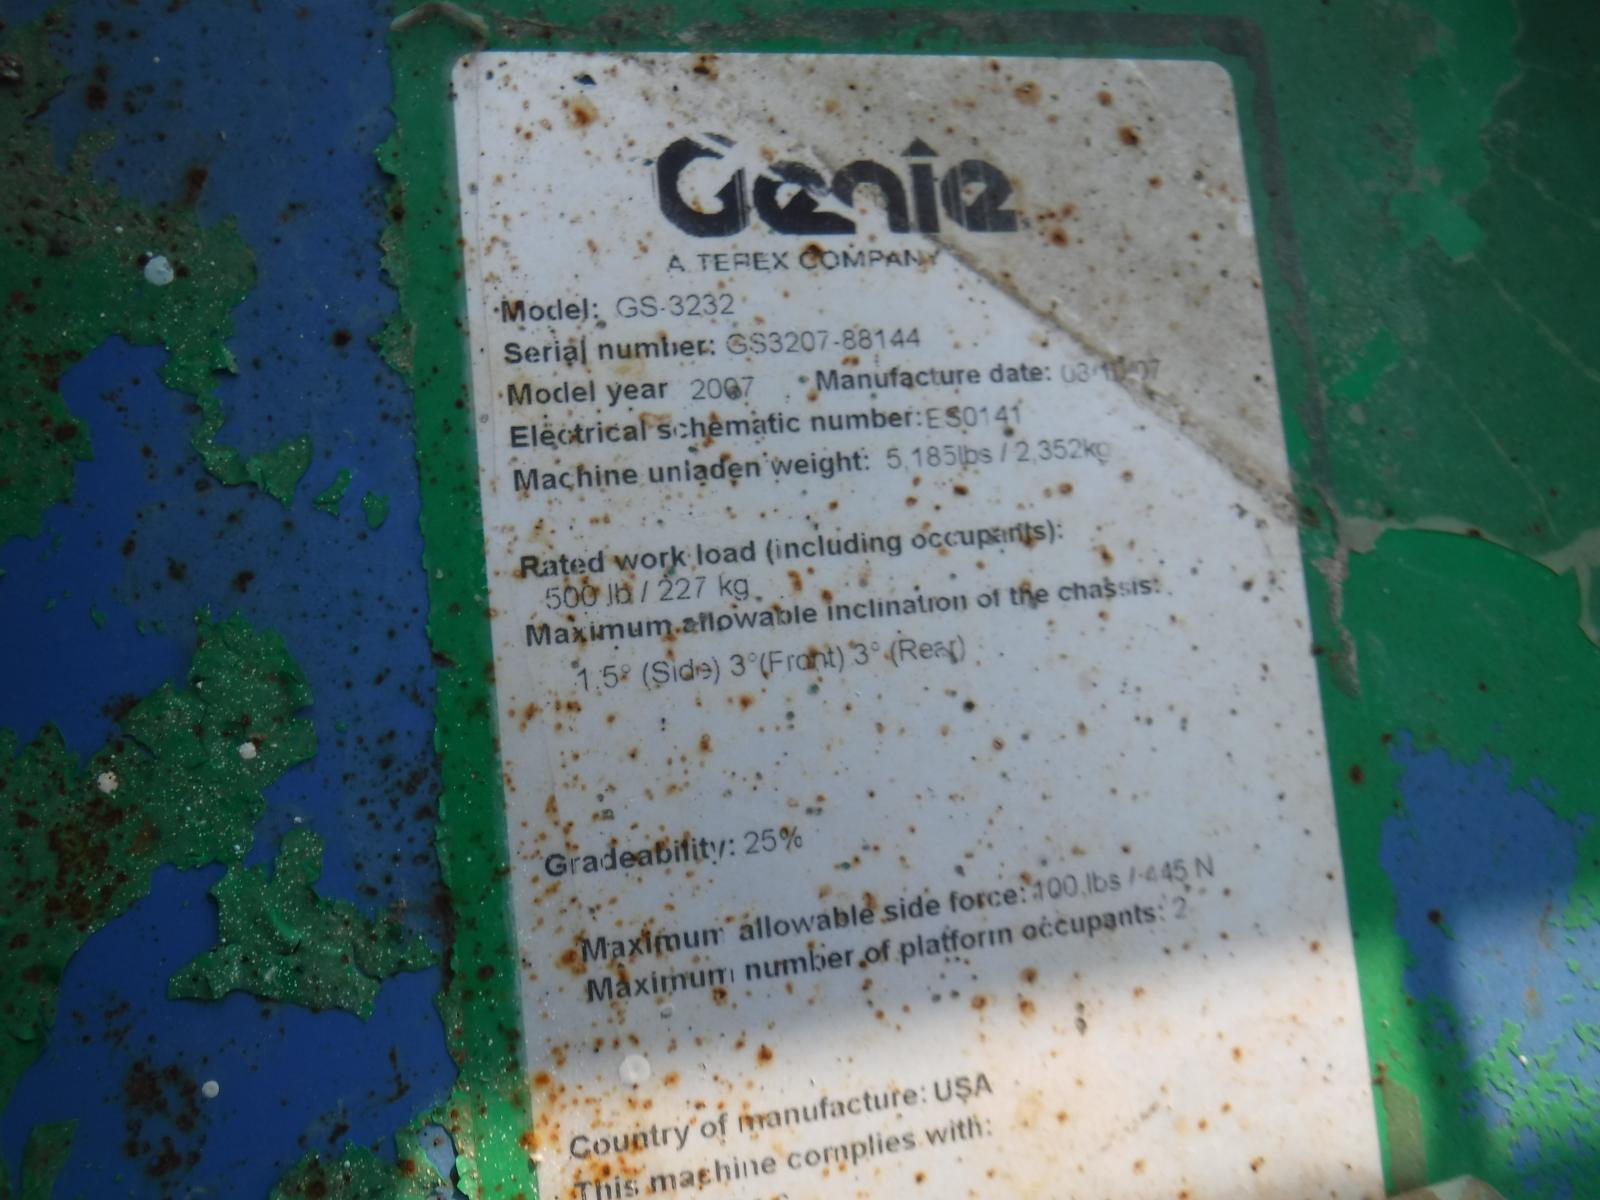 Genie
A TEREX COMPANY
Model: GS-3232
Serial number: GS3207-88144
Model year 2007 Manufacture date:
Electrical schematic number:ES0141
Machine unladen weight: 5,185lbs / 2,352kg
Rated work load (including occupants):
500 lb / 227 kg
Maximum allowable inclination of the chassis:
1.5° (Side) 3°(Front) 3° (Rear)
Gradeability: 25%
Maximum allowable side force: 100 lbs / 445 N
Maximum number of platform occupants: 2
Country of manufacture: USA
This machine complies with: